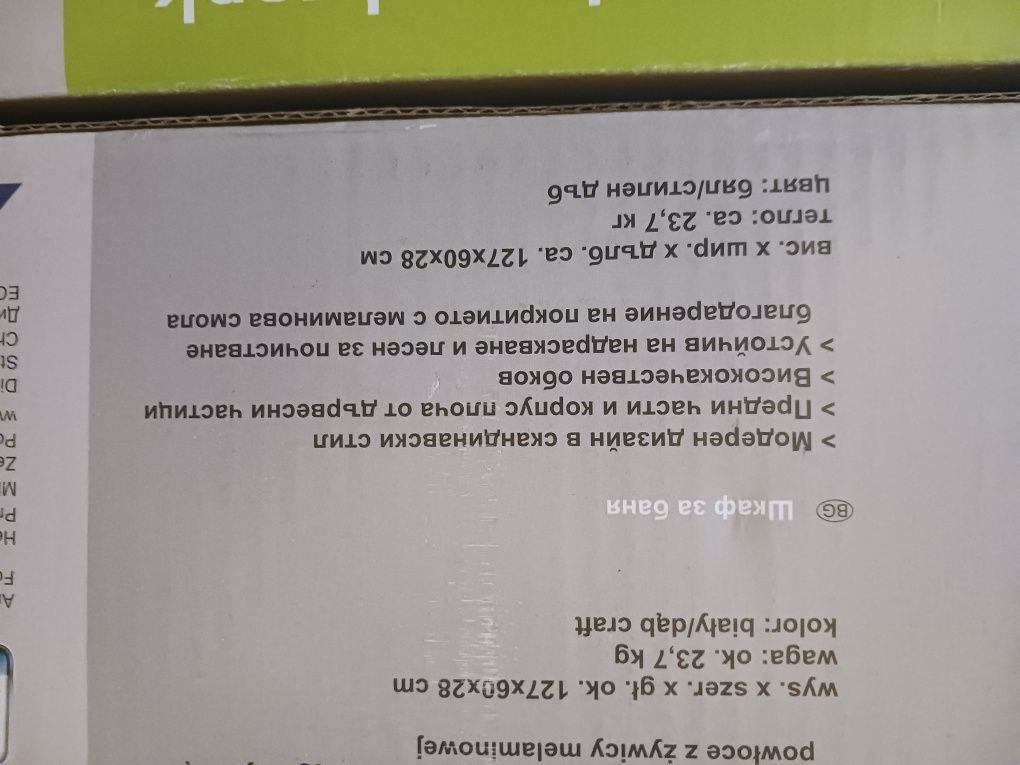 powłoce z żywicy melaminowej
wys. x szer. x gł. ok. 127x60x28 cm
waga: ok. 23,7 kg
kolor: biały/dąb craft
BG Шкаф за баня
> Модерен дизайн в скандинавски стил
> Предни части и корпус плоча от дървесни частици
> Висококачествен обков
> Устойчив на надраскване и лесен за почистване
благодарение на покритието с меламинова смола
вис. x шир. x дълб. ca. 127x60x28 см
тегло: ca. 23,7 кг
цвят: бял/стилен дъб